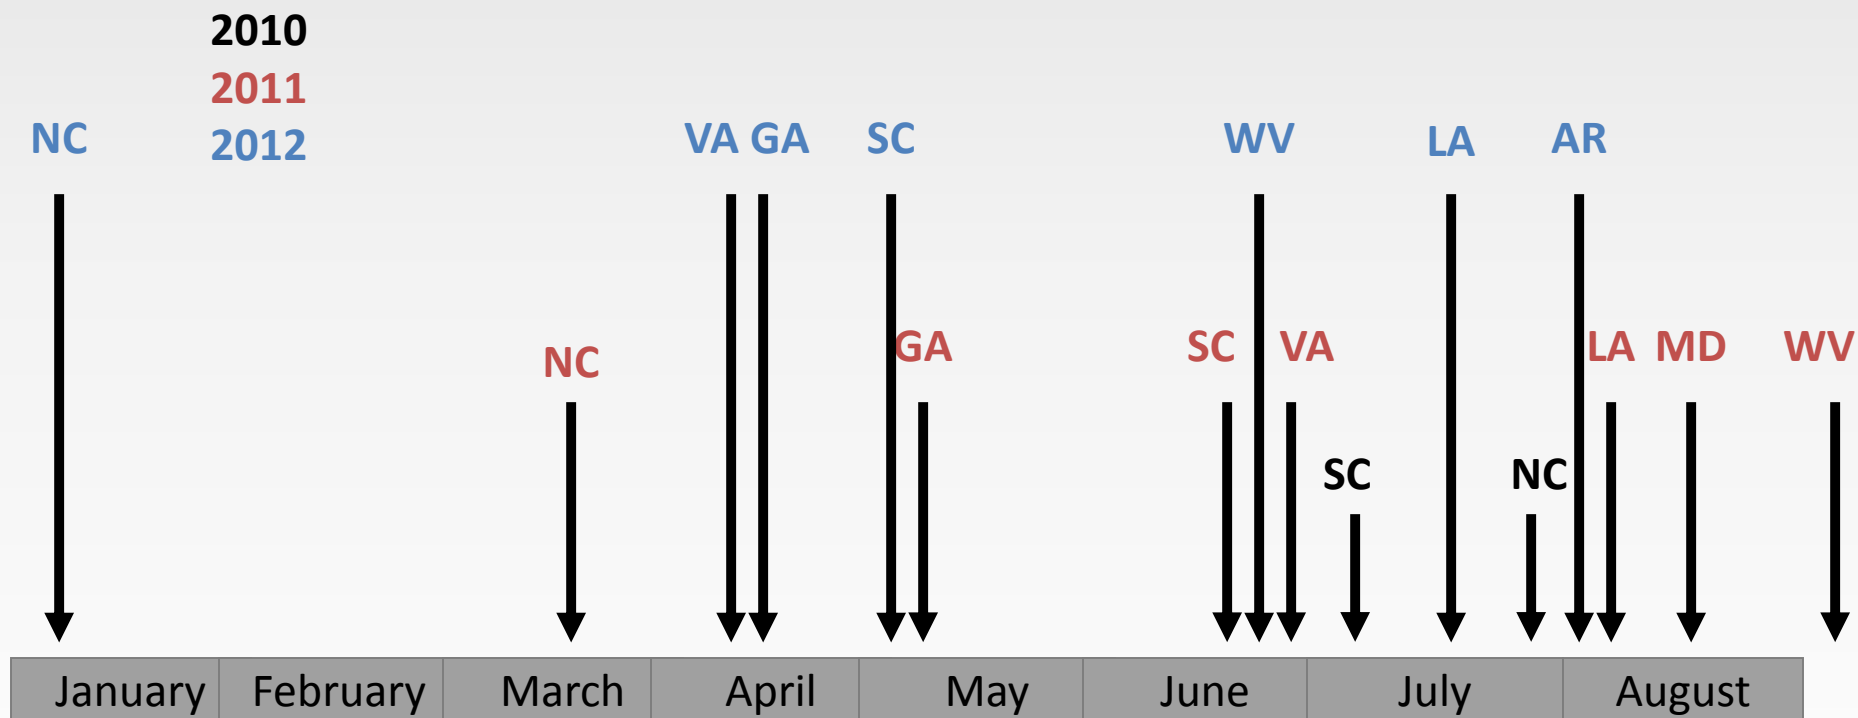 2010
2011
2012
NC VA GA SC WV LA AR
NC GA SC VA LA MD WV
SC NC
January February March April May June July August